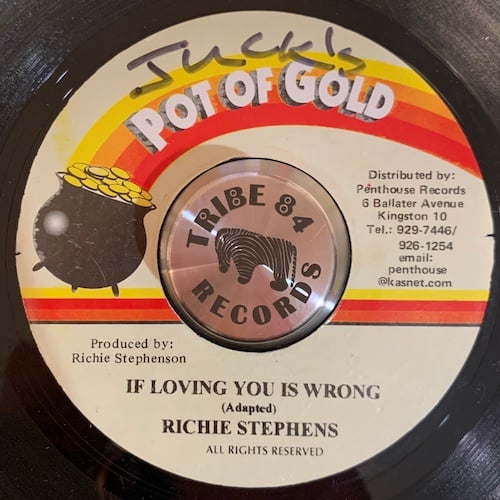 Juck's
POT OF GOLD
Distributed by:
Penthouse Records
6 Ballater Avenue
Kingston 10
Tel.: 929-7446/
926-1254
email:
penthouse
@kasnet.com
TRIBE 84
RECORDS
Produced by:
Richie Stephenson
IF LOVING YOU IS WRONG
(Adapted)
RICHIE STEPHENS
ALL RIGHTS RESERVED